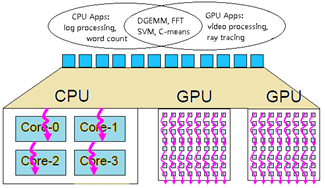 CPU Apps:
log processing,
word count
DGEMM, FFT
SVM, C-means
GPU Apps:
video processing,
ray tracing
CPU
GPU
GPU
Core-0
Core-1
Core-2
Core-3